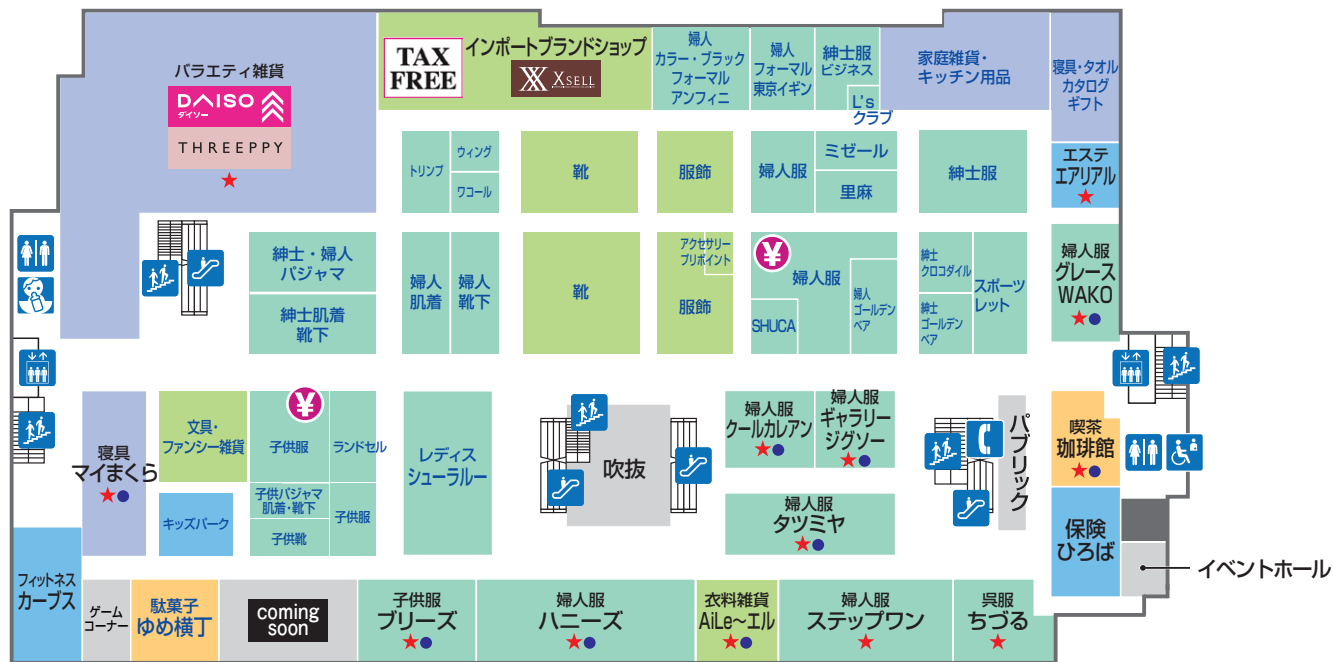 バラエティ雑貨
DAISO
ダイソー
THREEPPY
TAX
FREE
インポートブランドショップ
XSELL
婦人
カラー・ブラック
フォーマル
アンフィニ
婦人
フォーマル
東京イギン
紳士服
ビジネス
L's
クラブ
家庭雑貨・
キッチン用品
寝具・タオル
カタログ
ギフト
トリンプ
ウィング
ワコール
靴
服飾
婦人服
ミゼール
里麻
紳士服
エステ
エアリアル
紳士・婦人
パジャマ
紳士肌着
靴下
婦人
肌着
婦人
靴下
靴
アクセサリー
プリポイント
服飾
¥
婦人服
SHUCA
婦人
ゴールデン
ベア
紳士
クロコダイル
紳士
ゴールデン
ベア
スポーツ
レット
婦人服
グレース
WAKO
寝具
マイまくら
文具・
ファンシー雑貨
キッズパーク
¥
子供服
ランドセル
子供パジャマ
肌着・靴下
子供靴
子供服
レディス
シューラルー
吹抜
婦人服
クールカレアン
婦人服
ギャラリー
ジグソー
婦人服
タツミヤ
パブリック
喫茶
珈琲館
保険
ひろば
イベントホール
フィットネス
カーブス
ゲーム
コーナー
駄菓子
ゆめ横丁
coming
soon
子供服
ブリーズ
婦人服
ハニーズ
衣料雑貨
AiLe〜エル
婦人服
ステップワン
呉服
ちづる